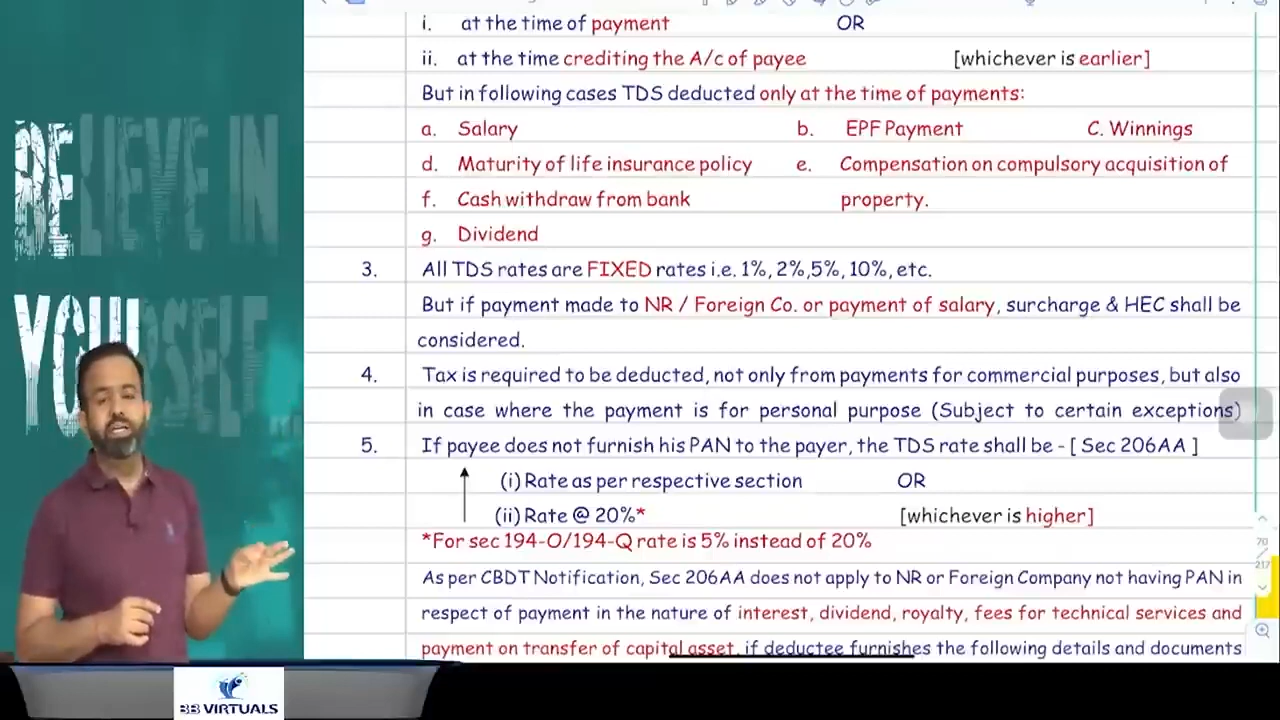 i. at the time of payment OR
ii. at the time crediting the A/c of payee [whichever is earlier]
But in following cases TDS deducted only at the time of payments:
a. Salary b. EPF Payment C. Winnings
d. Maturity of life insurance policy e. Compensation on compulsory acquisition of
f. Cash withdraw from bank property.
g. Dividend
3. All TDS rates are FIXED rates i.e. 1%, 2%,5%, 10%, etc.
But if payment made to NR / Foreign Co. or payment of salary, surcharge & HEC shall be
considered.
4. Tax is required to be deducted, not only from payments for commercial purposes, but also
in case where the payment is for personal purpose (Subject to certain exceptions)
5. If payee does not furnish his PAN to the payer, the TDS rate shall be - [ Sec 206AA ]
(i) Rate as per respective section OR
(ii) Rate @ 20%* [whichever is higher]
*For sec 194-O/194-Q rate is 5% instead of 20%
As per CBDT Notification, Sec 206AA does not apply to NR or Foreign Company not having PAN in
respect of payment in the nature of interest, dividend, royalty, fees for technical services and
payment on transfer of capital asset, if deductee furnishes the following details and documents
70
/
217
BELIEVE IN
YOURSELF
BB VIRTUALS